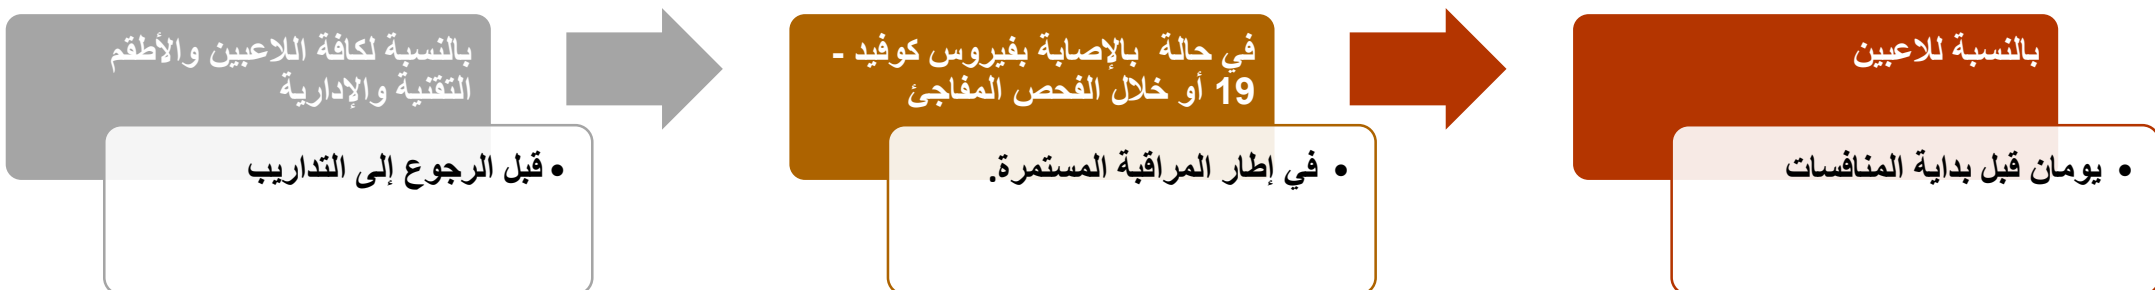 بالنسبة لكافة اللاعبين والأطقم
التقنية والإدارية
• قبل الرجوع إلى التداريب
في حالة  بالإصابة بفيروس كوفيد -
19 أو خلال الفحص المفاجئ
• في إطار المراقبة المستمرة.
بالنسبة للاعبين
• يومان قبل بداية المنافسات